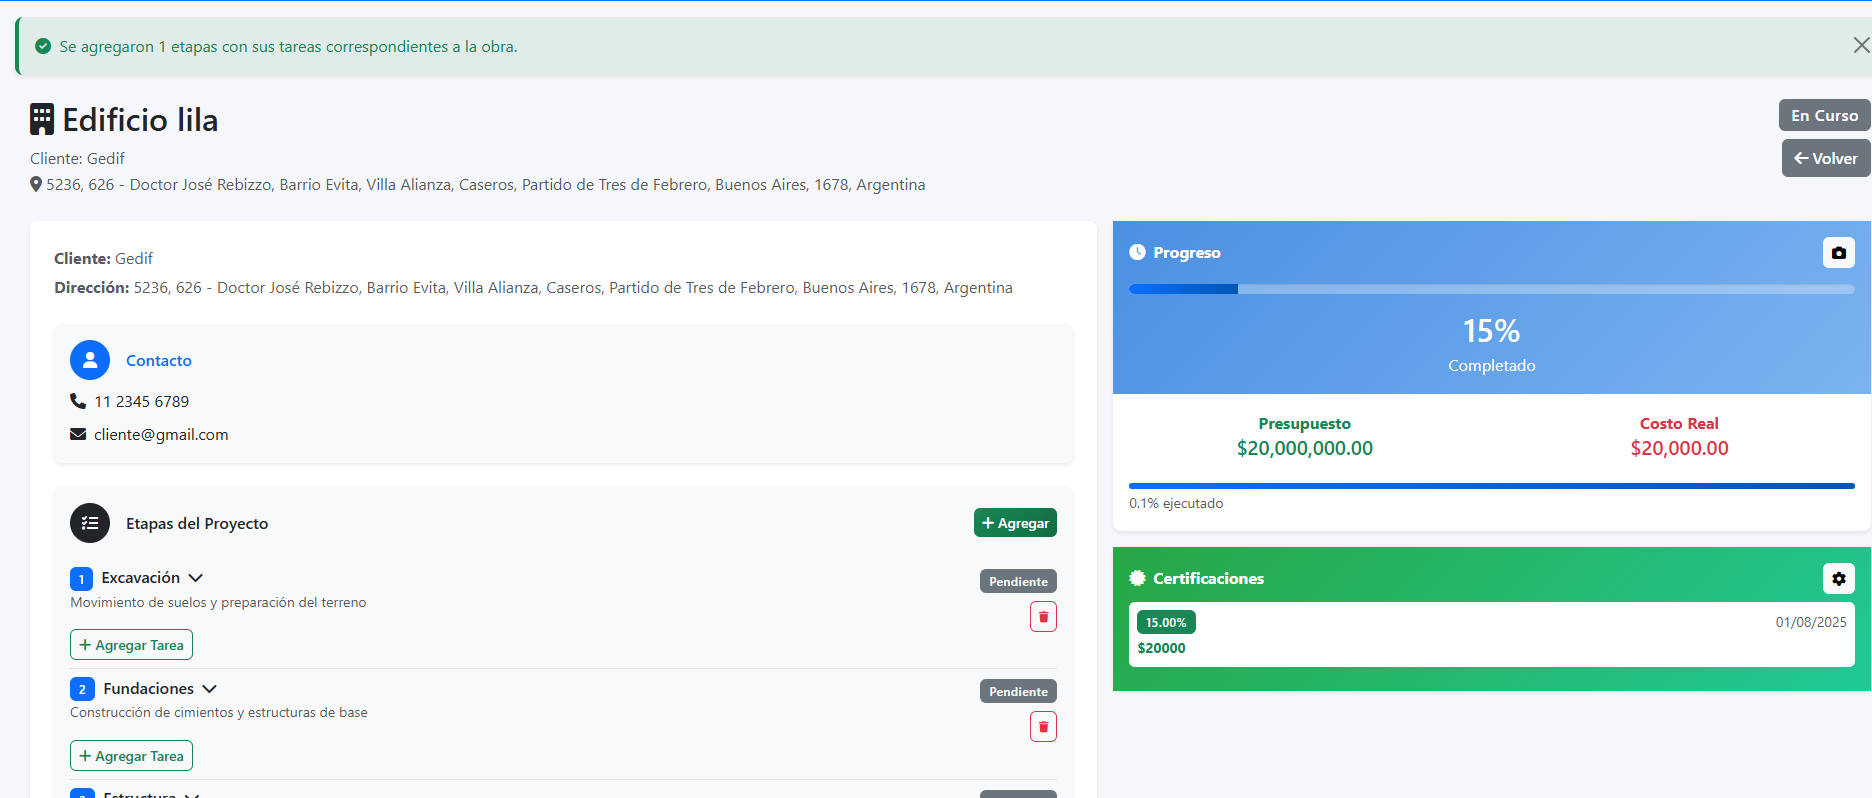 Se agregaron 1 etapas con sus tareas correspondientes a la obra.
Edificio lila
En Curso
Cliente: Gedif
Volver
5236, 626 - Doctor José Rebizzo, Barrio Evita, Villa Alianza, Caseros, Partido de Tres de Febrero, Buenos Aires, 1678, Argentina
Cliente: Gedif
Dirección: 5236, 626 - Doctor José Rebizzo, Barrio Evita, Villa Alianza, Caseros, Partido de Tres de Febrero, Buenos Aires, 1678, Argentina
Contacto
11 2345 6789
cliente@gmail.com
Etapas del Proyecto
+ Agregar
1 Excavación
Pendiente
Movimiento de suelos y preparación del terreno
+ Agregar Tarea
2 Fundaciones
Pendiente
Construcción de cimientos y estructuras de base
+ Agregar Tarea
Estructura
Progreso
15%
Completado
Presupuesto
$20,000,000.00
Costo Real
$20,000.00
0.1% ejecutado
Certificaciones
15.00%
01/08/2025
$20000